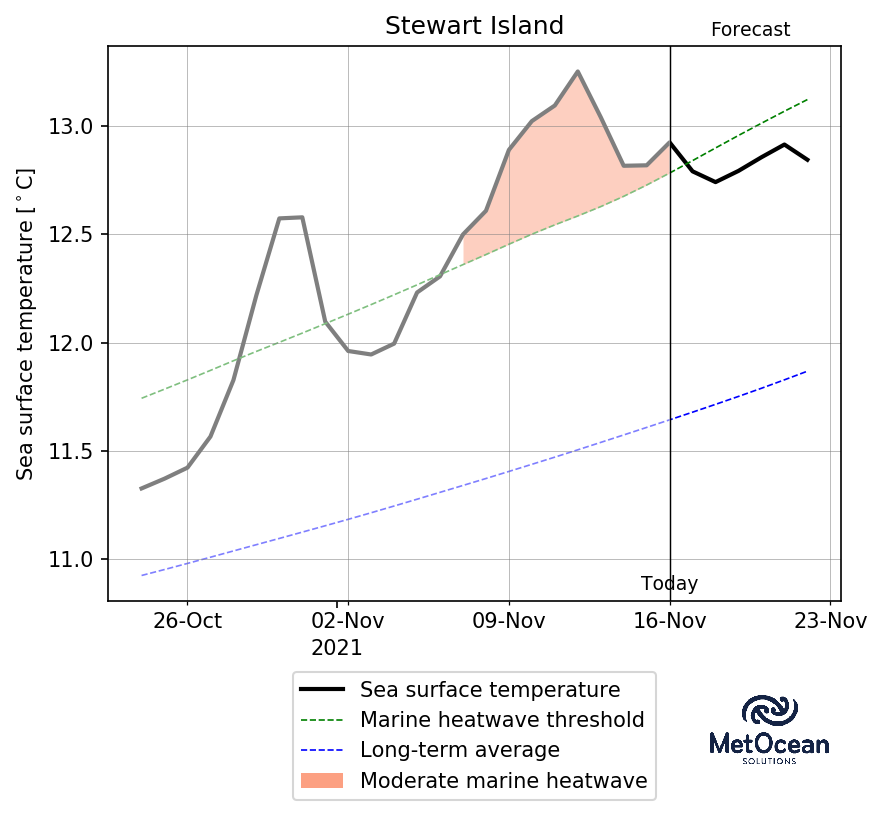 Stewart Island
Forecast
Sea surface temperature [°C]
13.0
12.5
12.0
11.5
11.0
Today
26-Oct
02-Nov
09-Nov
16-Nov
23-Nov
2021
Sea surface temperature
Marine heatwave threshold
Long-term average
Moderate marine heatwave
MetOcean
SOLUTIONS